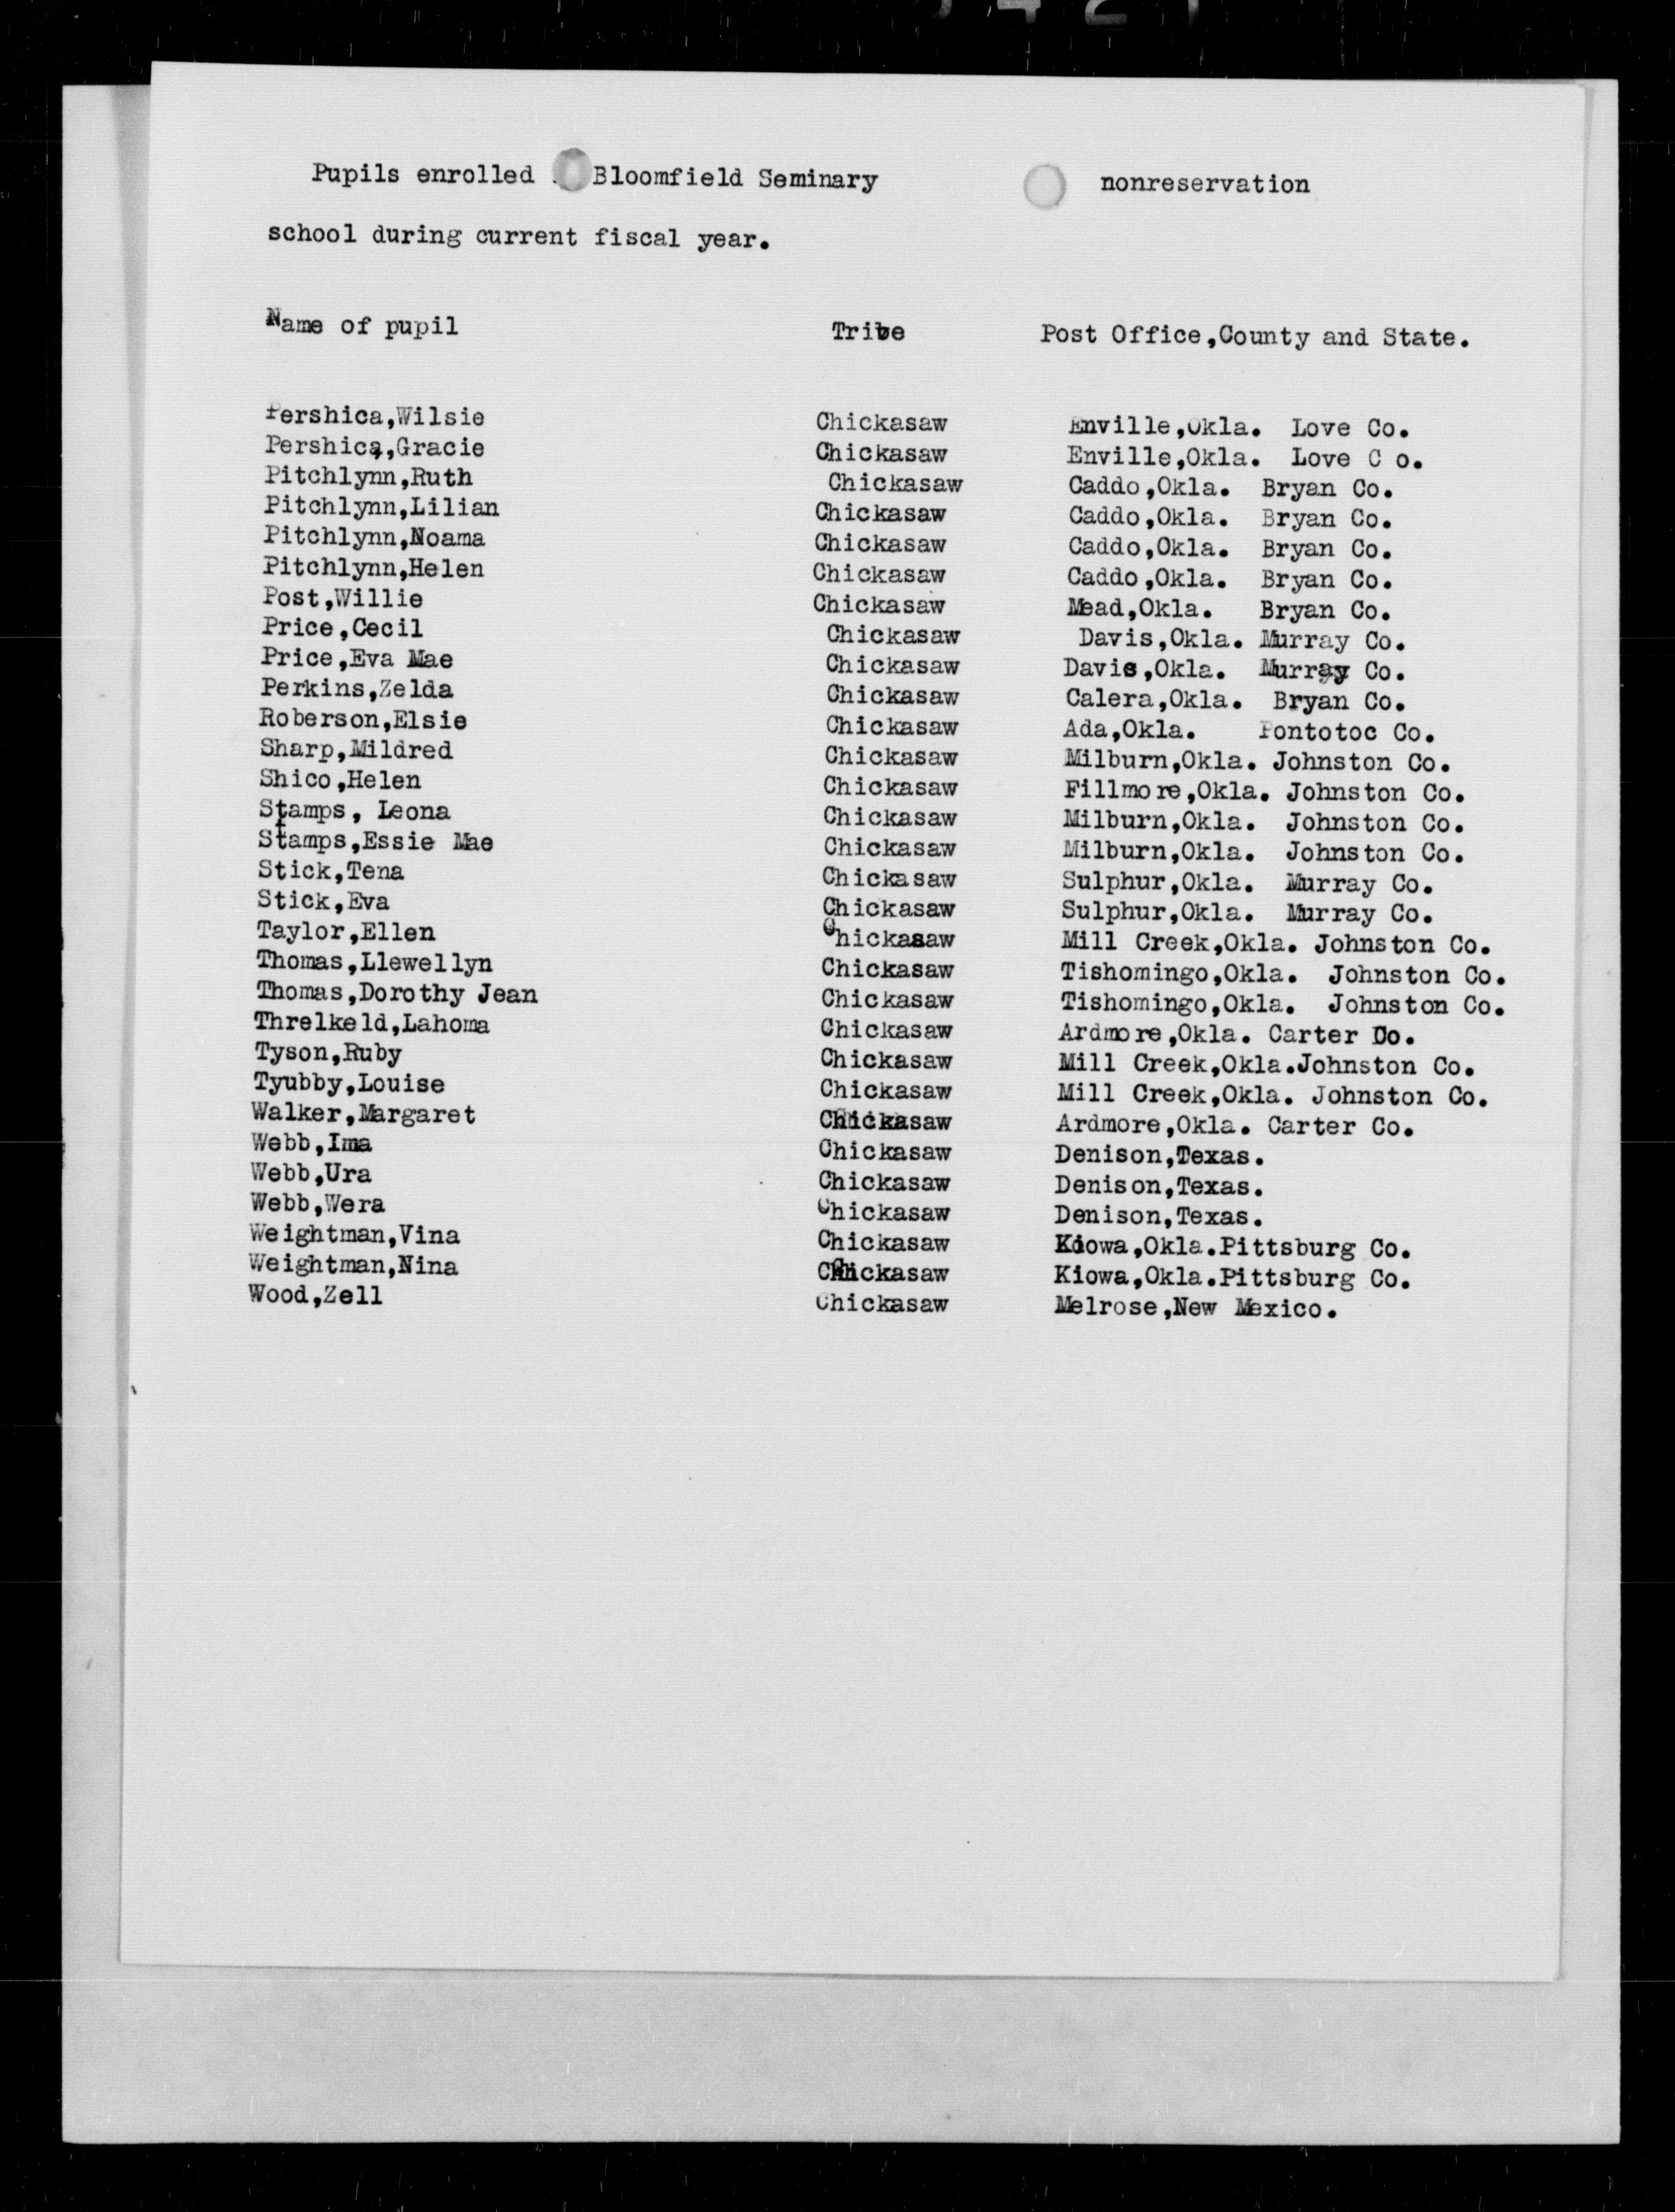 Pupils enrolled Bloomfield Seminary nonreservation
school during current fiscal year.
Name of pupil Tribe Post Office,County and State.
Pershica,Wilsie Chickasaw Enville,Okla. Love Co.
Pershica,Gracie Chickasaw Enville,Okla. Love C o.
Pitchlynn,Ruth Chickasaw Caddo,Okla. Bryan Co.
Pitchlynn,Lilian Chickasaw Caddo,Okla. Bryan Co.
Pitchlynn,Noama Chickasaw Caddo,Okla. Bryan Co.
Pitchlynn,Helen Chickasaw Caddo,Okla. Bryan Co.
Post,Willie Chickasaw Mead,Okla. Bryan Co.
Price,Cecil Chickasaw Davis,Okla. Murray Co.
Price,Eva Mae Chickasaw Davis,Okla. Murray Co.
Perkins,Zelda Chickasaw Calera,Okla. Bryan Co.
Roberson,Elsie Chickasaw Ada,Okla. Pontotoc Co.
Sharp,Mildred Chickasaw Milburn,Okla. Johnston Co.
Shico,Helen Chickasaw Fillmore,Okla. Johnston Co.
Stamps, Leona Chickasaw Milburn,Okla. Johnston Co.
Stamps,Essie Mae Chickasaw Milburn,Okla. Johnston Co.
Stick,Tena Chickasaw Sulphur,Okla. Murray Co.
Stick,Eva Chickasaw Sulphur,Okla. Murray Co.
Taylor,Ellen Chickasaw Mill Creek,Okla. Johnston Co.
Thomas,Llewellyn Chickasaw Tishomingo,Okla. Johnston Co.
Thomas,Dorothy Jean Chickasaw Tishomingo,Okla. Johnston Co.
Threlkeld,Lahoma Chickasaw Ardmore,Okla. Carter Do.
Tyson,Ruby Chickasaw Mill Creek,Okla.Johnston Co.
Tyubby,Louise Chickasaw Mill Creek,Okla. Johnston Co.
Walker,Margaret Chickasaw Ardmore,Okla. Carter Co.
Webb,Ima Chickasaw Denison,Texas.
Webb,Ura Chickasaw Denison,Texas.
Webb,Wera Chickasaw Denison,Texas.
Weightman,Vina Chickasaw Kiowa,Okla.Pittsburg Co.
Weightman,Nina Chickasaw Kiowa,Okla.Pittsburg Co.
Wood,Zell Chickasaw Melrose,New Mexico.